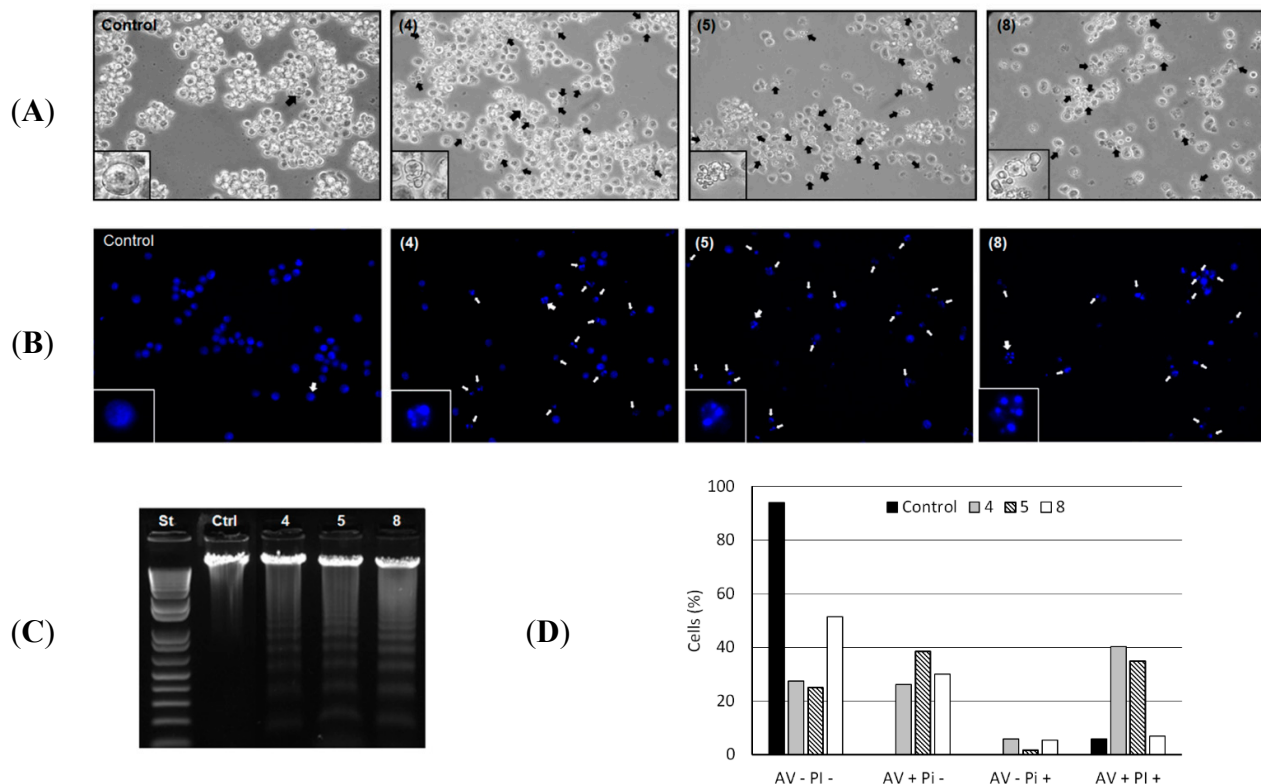 (A)
Control (4) (5) (8)
(B)
Control (4) (5) (8)
(C)
St Ctrl 4 5 8
(D)
100
80
60
40
20
0
Cells (%)
Control 4 5 8
AV - PI - AV + Pi - AV - Pi + AV + PI +